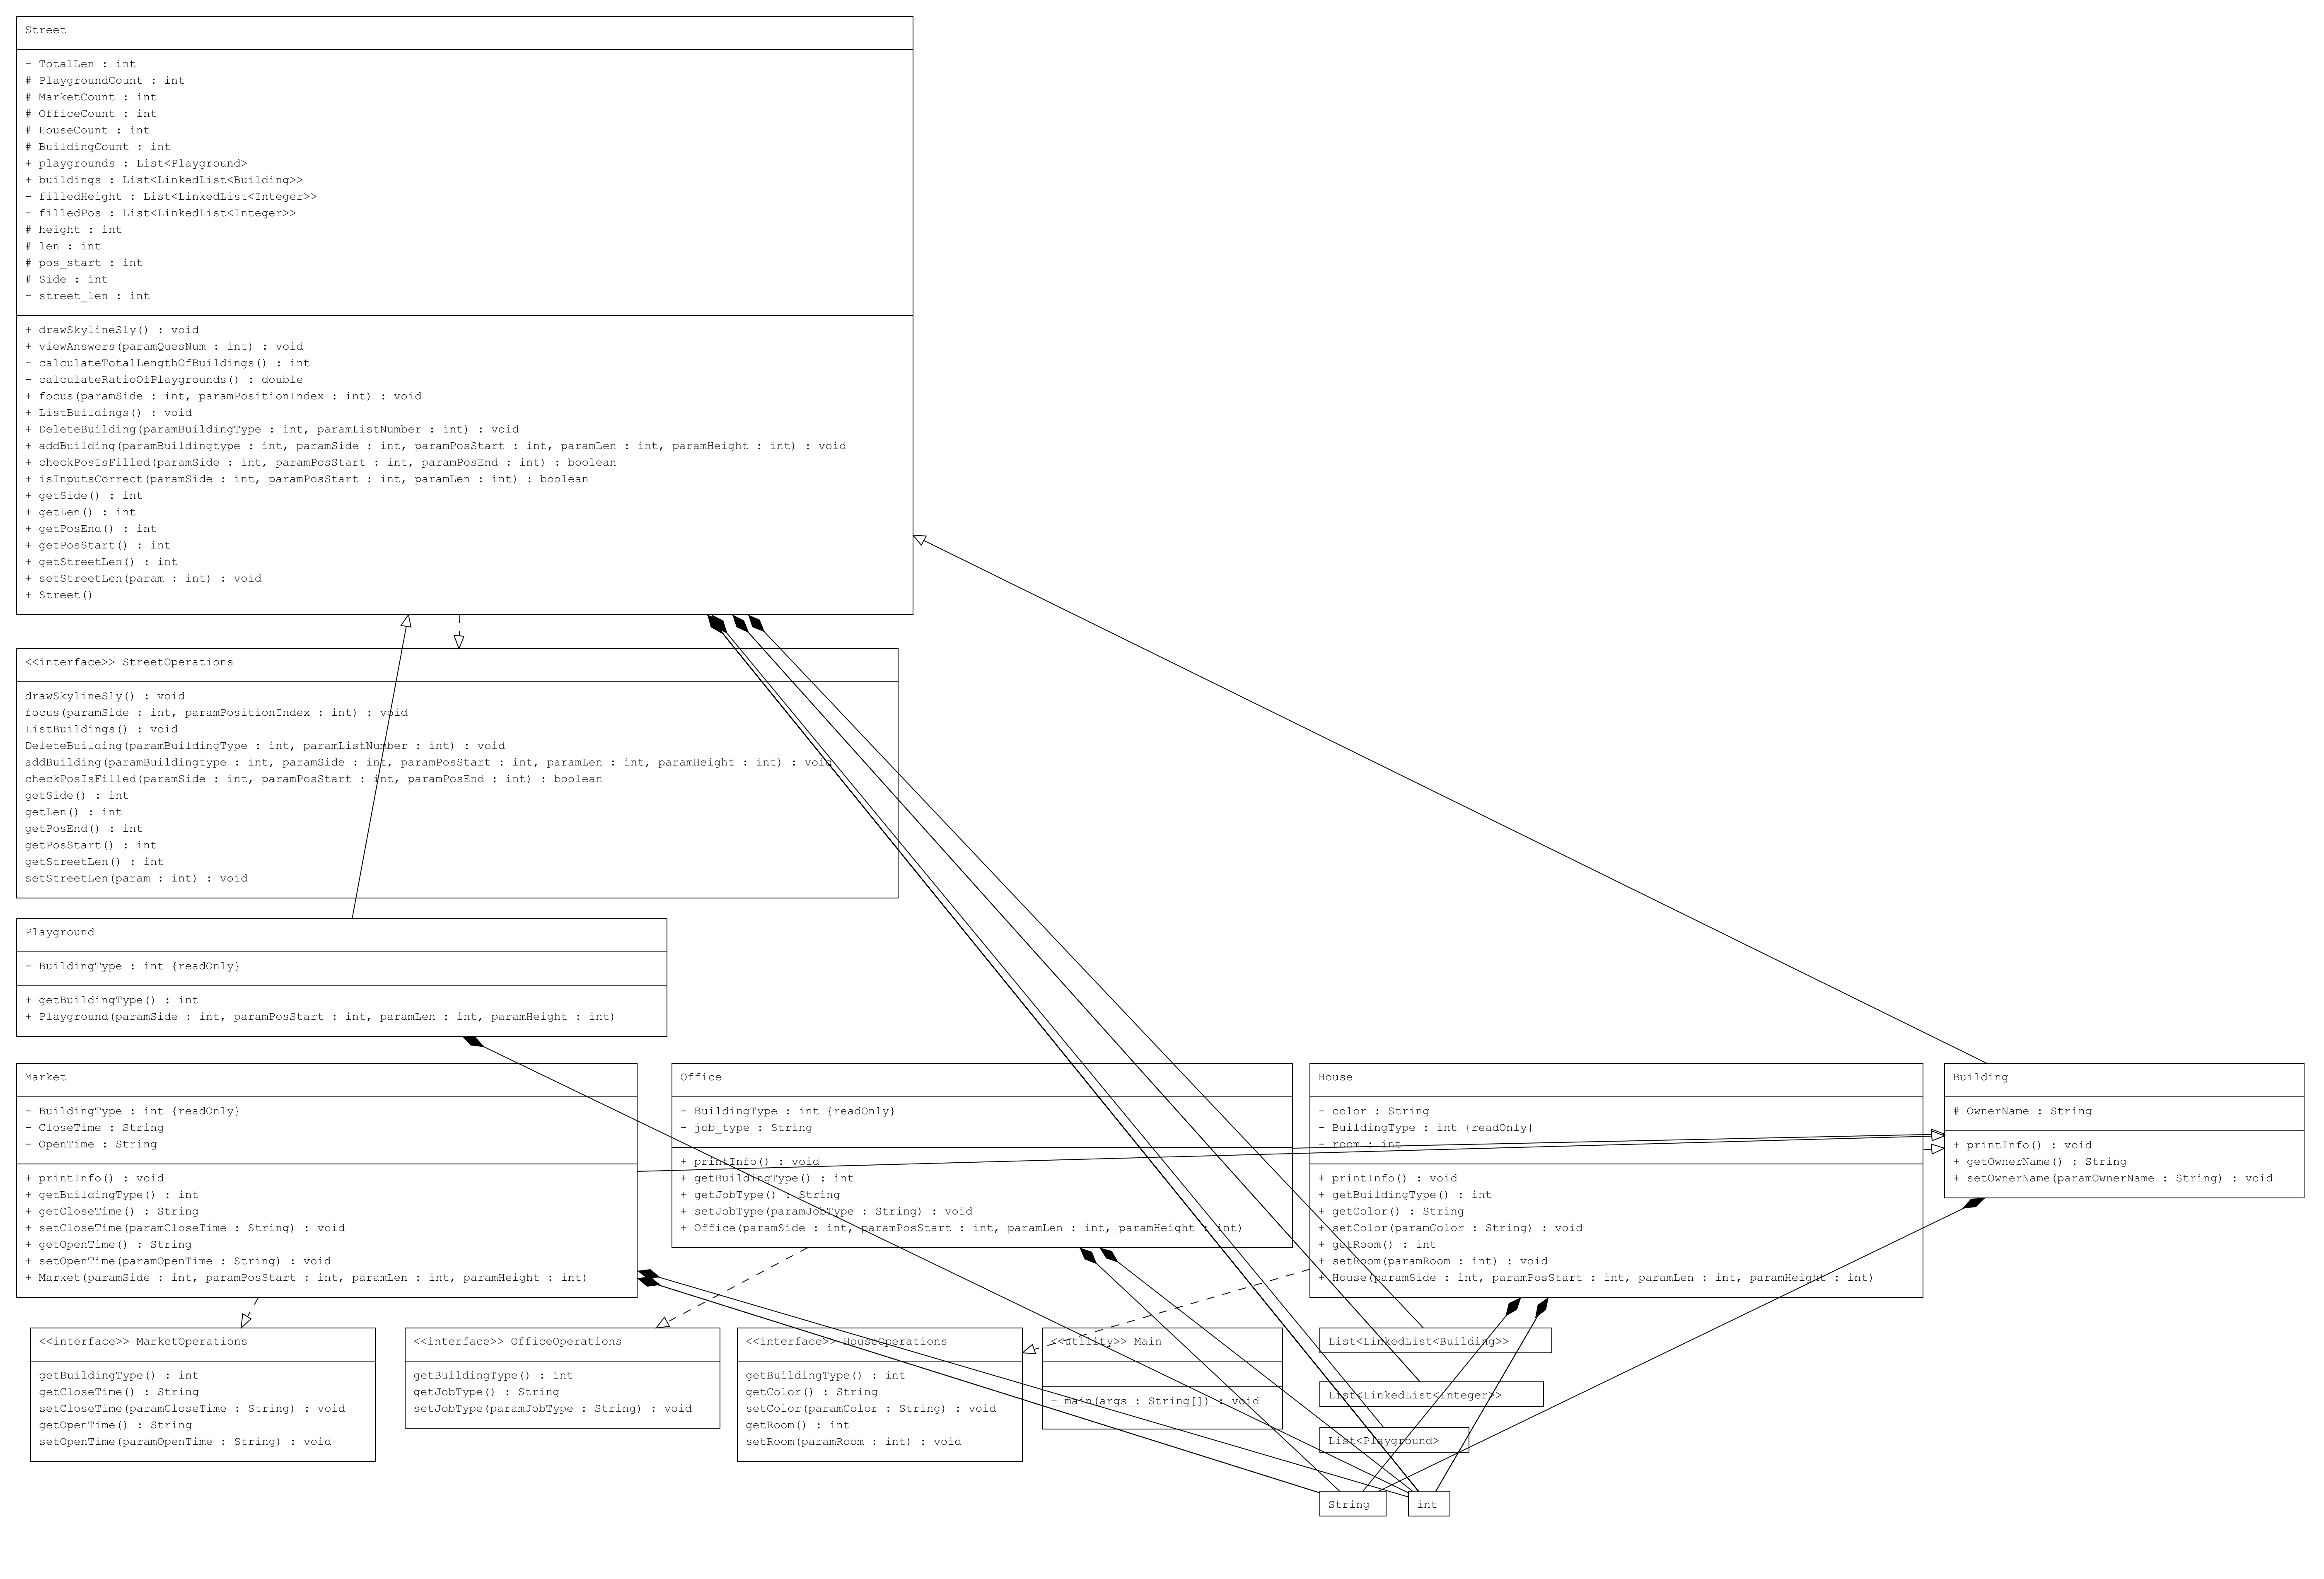 Street
- TotalLen : int
# PlaygroundCount : int
# MarketCount : int
# OfficeCount : int
# HouseCount : int
# BuildingCount : int
+ playgrounds : List<Playground>
+ buildings : List<LinkedList<Building>>
- filledHeight : List<LinkedList<Integer>>
- filledPos : List<LinkedList<Integer>>
# height : int
# len : int
# pos_start : int
# Side : int
- street_len : int
+ drawSkylineSly() : void
+ viewAnswers(paramQuesNum : int) : void
- calculateTotalLengthOfBuildings() : int
- calculateRatioOfPlaygrounds() : double
+ focus(paramSide : int, paramPositionIndex : int) : void
+ ListBuildings() : void
+ DeleteBuilding(paramBuildingType : int, paramListNumber : int) : void
+ addBuilding(paramBuildingtype : int, paramSide : int, paramPosStart : int, paramLen : int, paramHeight : int) : void
+ checkPosIsFilled(paramSide : int, paramPosStart : int, paramPosEnd : int) : boolean
+ isInputsCorrect(paramSide : int, paramPosStart : int, paramLen : int) : boolean
+ getSide() : int
+ getLen() : int
+ getPosEnd() : int
+ getPosStart() : int
+ getStreetLen() : int
+ setStreetLen(param : int) : void
+ Street()
<<interface>> StreetOperations
drawSkylineSly() : void
focus(paramSide : int, paramPositionIndex : int) : void
ListBuildings() : void
DeleteBuilding(paramBuildingType : int, paramListNumber : int) : void
addBuilding(paramBuildingtype : int, paramSide : int, paramPosStart : int, paramLen : int, paramHeight : int) : void
checkPosIsFilled(paramSide : int, paramPosStart : int, paramPosEnd : int) : boolean
getSide() : int
getLen() : int
getPosEnd() : int
getPosStart() : int
getStreetLen() : int
setStreetLen(param : int) : void
Playground
- BuildingType : int {readOnly}
+ getBuildingType() : int
+ Playground(paramSide : int, paramPosStart : int, paramLen : int, paramHeight : int)
Market
- BuildingType : int {readOnly}
- CloseTime : String
- OpenTime : String
+ printInfo() : void
+ getBuildingType() : int
+ getCloseTime() : String
+ setCloseTime(paramCloseTime : String) : void
+ getOpenTime() : String
+ setOpenTime(paramOpenTime : String) : void
+ Market(paramSide : int, paramPosStart : int, paramLen : int, paramHeight : int)
Office
- BuildingType : int {readOnly}
- job_type : String
+ printInfo() : void
+ getBuildingType() : int
+ getJobType() : String
+ setJobType(paramJobType : String) : void
+ Office(paramSide : int, paramPosStart : int, paramLen : int, paramHeight : int)
House
- color : String
- BuildingType : int {readOnly}
- room : int
+ printInfo() : void
+ getBuildingType() : int
+ getColor() : String
+ setColor(paramColor : String) : void
+ getRoom() : int
+ setRoom(paramRoom : int) : void
+ House(paramSide : int, paramPosStart : int, paramLen : int, paramHeight : int)
Building
# OwnerName : String
+ printInfo() : void
+ getOwnerName() : String
+ setOwnerName(paramOwnerName : String) : void
<<interface>> MarketOperations
getBuildingType() : int
getCloseTime() : String
setCloseTime(paramCloseTime : String) : void
getOpenTime() : String
setOpenTime(paramOpenTime : String) : void
<<interface>> OfficeOperations
getBuildingType() : int
getJobType() : String
setJobType(paramJobType : String) : void
<<interface>> HouseOperations
getBuildingType() : int
getColor() : String
setColor(paramColor : String) : void
getRoom() : int
setRoom(paramRoom : int) : void
<<utility>> Main
+ main(args : String[]) : void
List<LinkedList<Building>>
List<LinkedList<Integer>>
List<Playground>
String
int